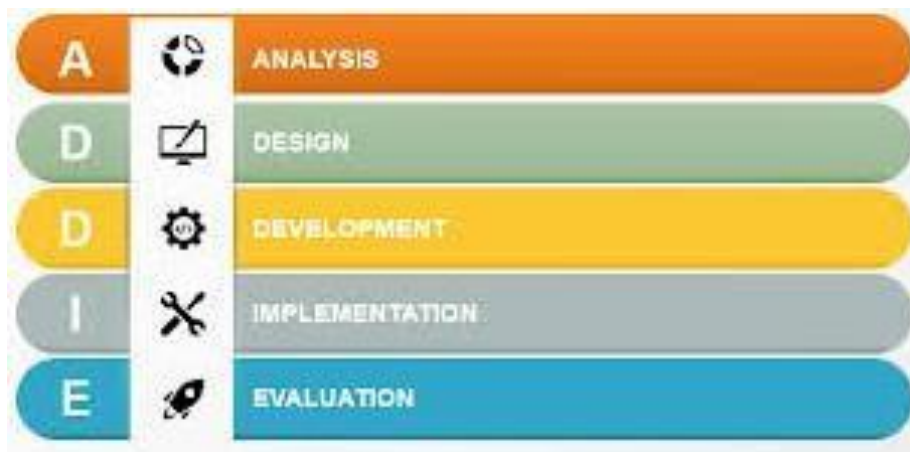 A ANALYSIS
D DESIGN
D DEVELOPMENT
I IMPLEMENTATION
E EVALUATION